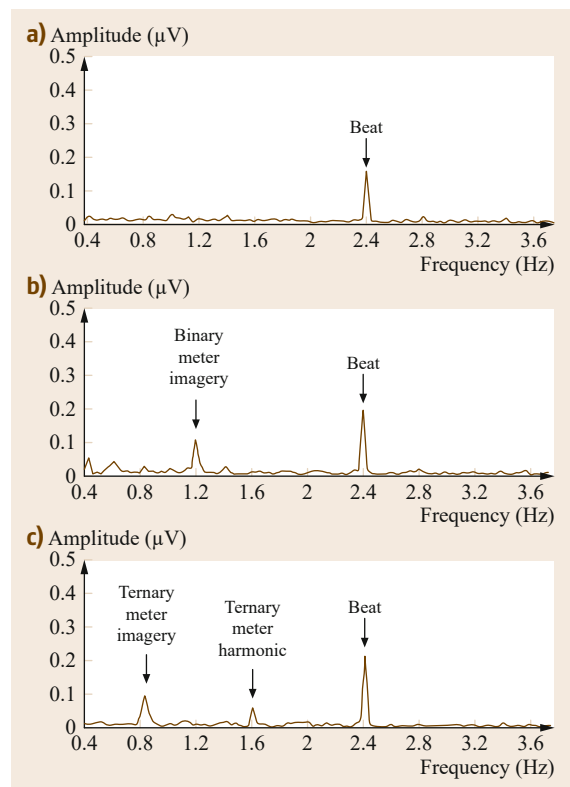 a) Amplitude (µV)
0.5
0.4
0.3
Beat
0.2
0.1
0
0.4 0.8 1.2 1.6 2 2.4 2.8 3.2 3.6
Frequency (Hz)
b) Amplitude (µV)
0.5
0.4
Binary
meter
imagery
Beat
0.3
0.2
0.1
0
0.4 0.8 1.2 1.6 2 2.4 2.8 3.2 3.6
Frequency (Hz)
c) Amplitude (µV)
0.5
0.4
Ternary
meter
imagery
Ternary
meter
harmonic
Beat
0.3
0.2
0.1
0
0.4 0.8 1.2 1.6 2 2.4 2.8 3.2 3.6
Frequency (Hz)